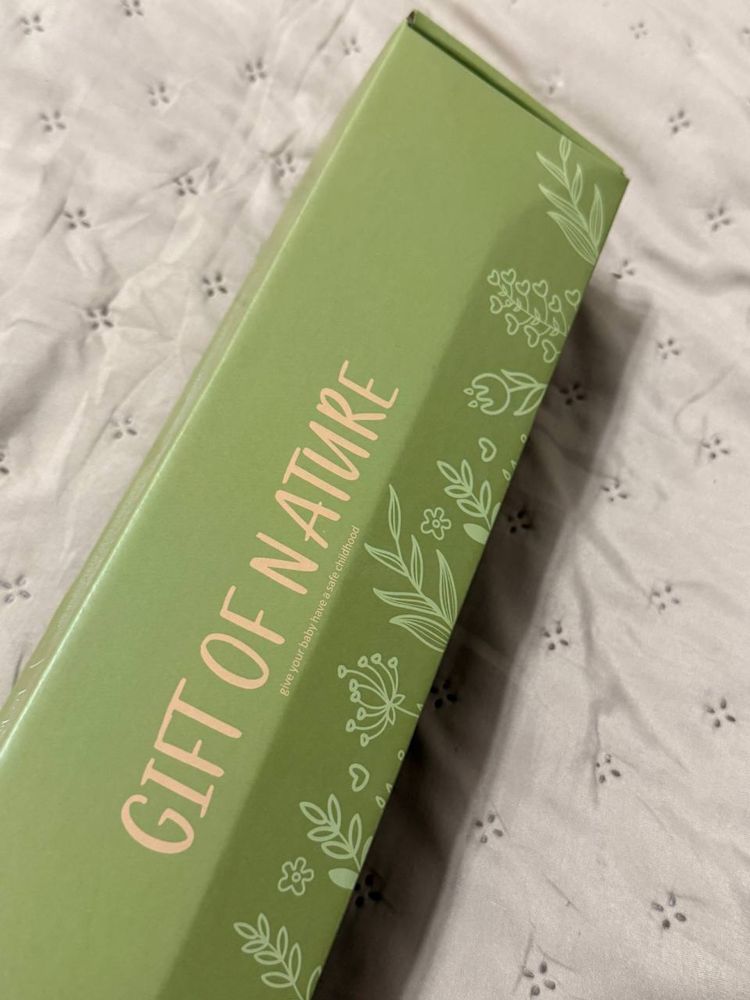 GIFT OF NATURE
give your baby have a safe childhood